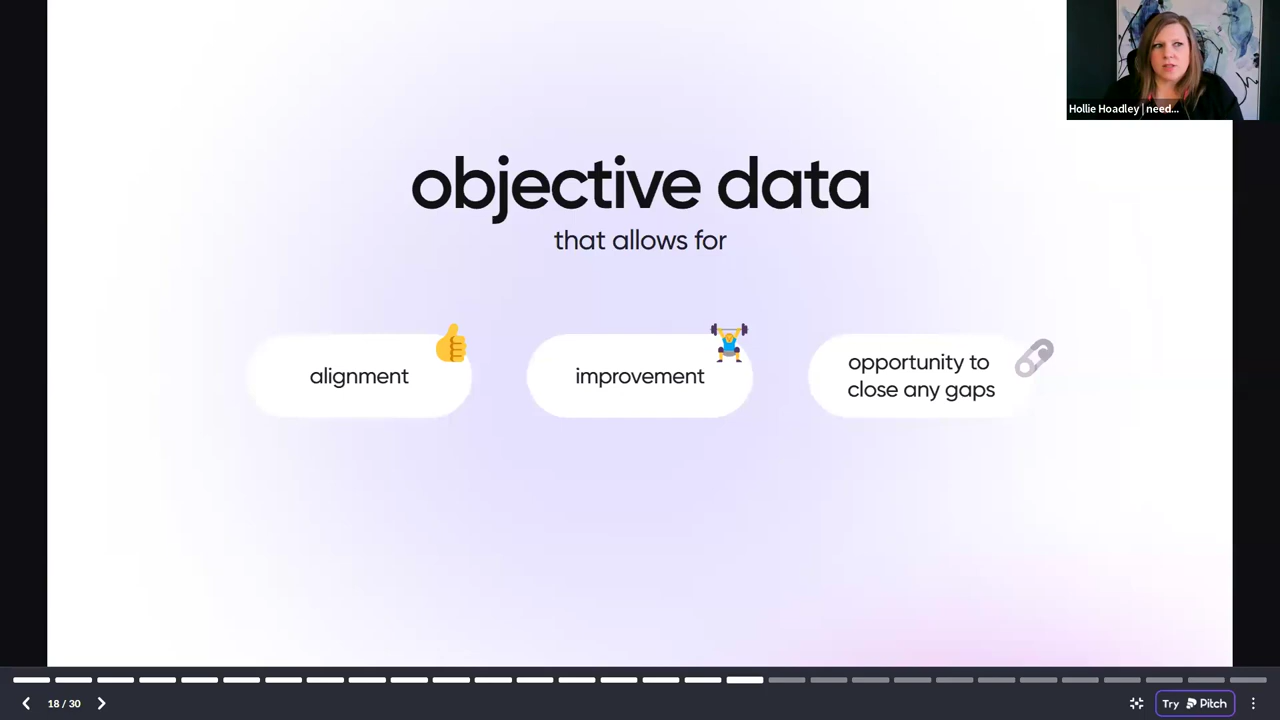 Hollie Hoadley | need...
objective data
that allows for
alignment
improvement
opportunity to
close any gaps
18 / 30
Try Pitch